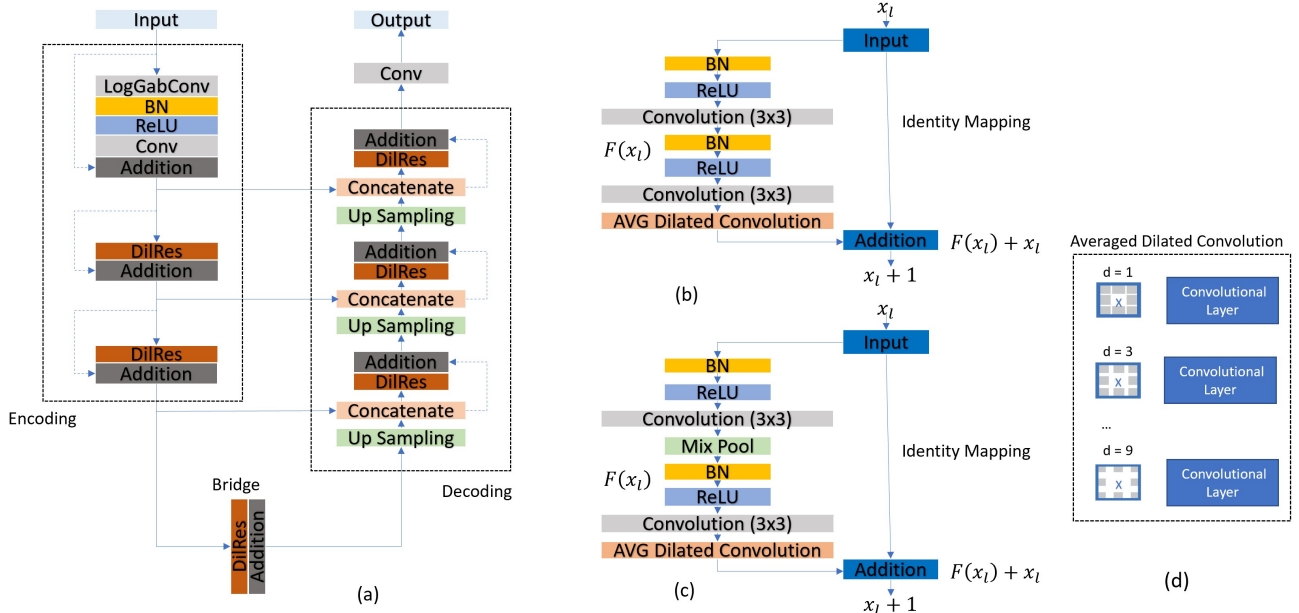 Input
LogGabConv
BN
ReLU
Conv
Addition
DilRes
Addition
DilRes
Addition
Encoding
Bridge
DilRes
Addition
Output
Conv
Addition
DilRes
Concatenate
Up Sampling
Addition
DilRes
Concatenate
Up Sampling
Addition
DilRes
Concatenate
Up Sampling
Decoding
(a)
x_l
Input
BN
ReLU
Convolution (3x3)
F(x_l)
BN
ReLU
Convolution (3x3)
AVG Dilated Convolution
Identity Mapping
Addition
F(x_l) + x_l
x_l + 1
(b)
x_l
Input
BN
ReLU
Convolution (3x3)
Mix Pool
F(x_l)
BN
ReLU
Convolution (3x3)
AVG Dilated Convolution
Identity Mapping
Addition
F(x_l) + x_l
x_l + 1
(c)
Averaged Dilated Convolution
d = 1
X
Convolutional
Layer
d = 3
X
Convolutional
Layer
...
d = 9
X
Convolutional
Layer
(d)